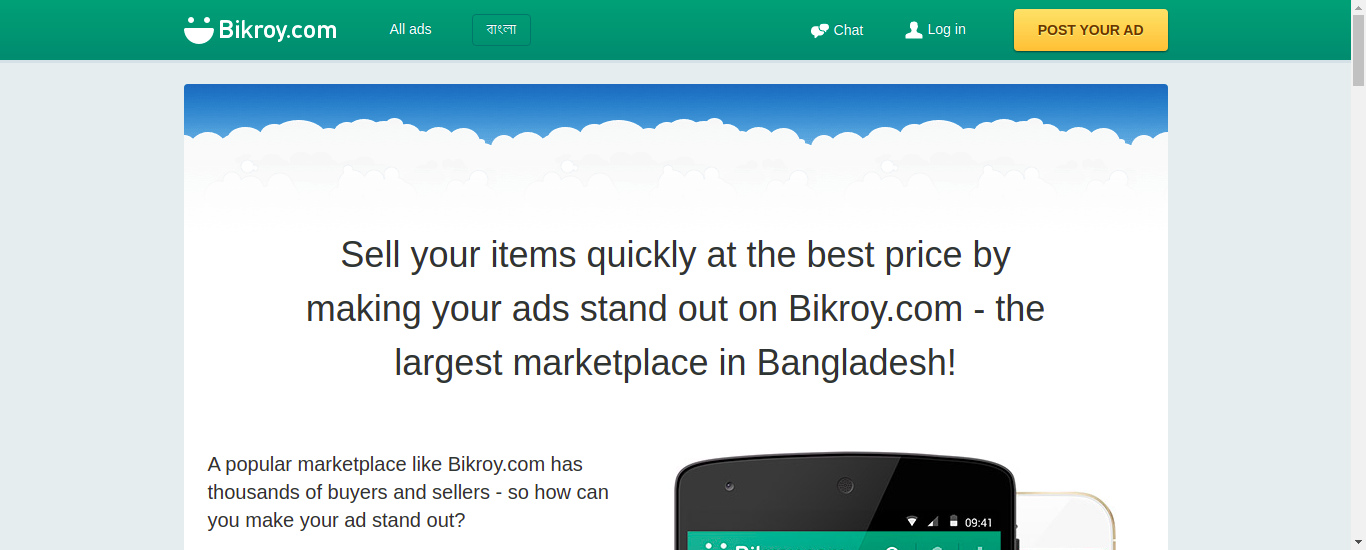 Bikroy.com
All ads
বাংলা
Chat
Log in
POST YOUR AD
Sell your items quickly at the best price by
making your ads stand out on Bikroy.com - the
largest marketplace in Bangladesh!
A popular marketplace like Bikroy.com has
thousands of buyers and sellers - so how can
you make your ad stand out?
09:41